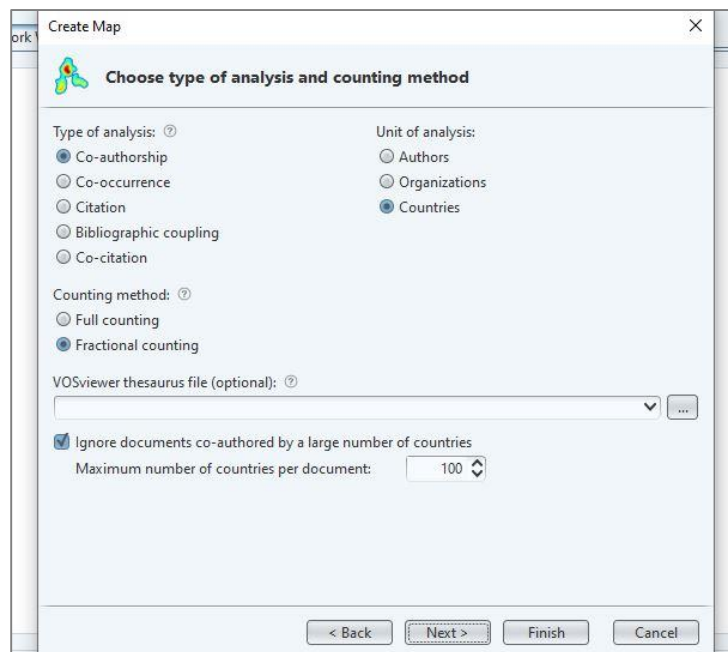 Create Map
ork
Choose type of analysis and counting method
Type of analysis:
Unit of analysis:
Co-authorship
Authors
Co-occurrence
Organizations
Citation
Countries
Bibliographic coupling
Co-citation
Counting method:
Full counting
Fractional counting
VOSviewer thesaurus file (optional):
...
Ignore documents co-authored by a large number of countries
Maximum number of countries per document: 100
< Back Next > Finish Cancel